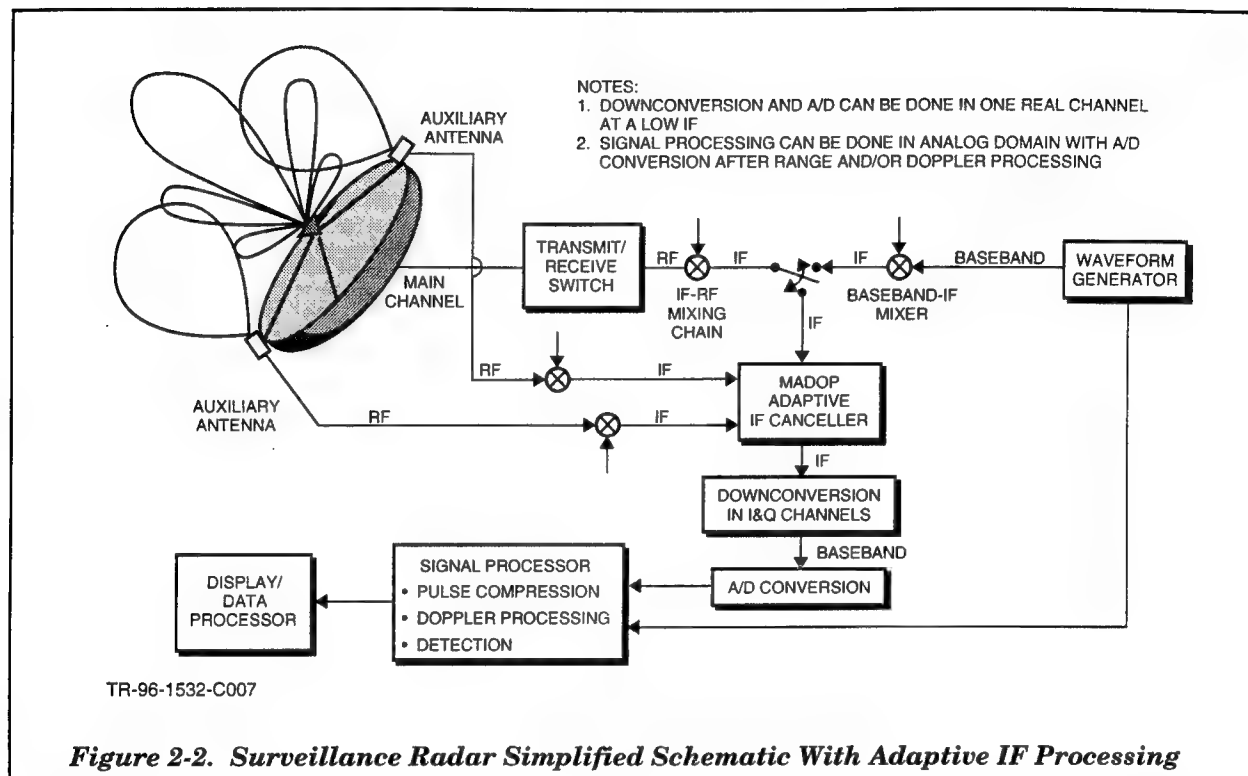 NOTES:
1. DOWNCONVERSION AND A/D CAN BE DONE IN ONE REAL CHANNEL
AT A LOW IF
2. SIGNAL PROCESSING CAN BE DONE IN ANALOG DOMAIN WITH A/D
CONVERSION AFTER RANGE AND/OR DOPPLER PROCESSING
AUXILIARY
ANTENNA
MAIN
CHANNEL
TRANSMIT/
RECEIVE
SWITCH
RF
IF
IF-RF
MIXING
CHAIN
IF
BASEBAND-IF
MIXER
BASEBAND
WAVEFORM
GENERATOR
IF
RF
IF
AUXILIARY
ANTENNA
RF
IF
MADOP
ADAPTIVE
IF CANCELLER
IF
DOWNCONVERSION
IN I&Q CHANNELS
BASEBAND
A/D CONVERSION
SIGNAL PROCESSOR
• PULSE COMPRESSION
• DOPPLER PROCESSING
• DETECTION
DISPLAY/
DATA
PROCESSOR
TR-96-1532-C007
Figure 2-2. Surveillance Radar Simplified Schematic With Adaptive IF Processing